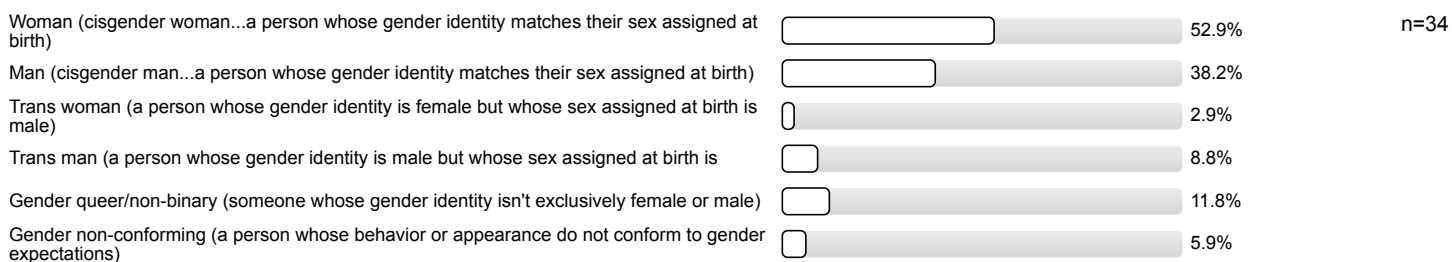 Woman (cisgender woman...a person whose gender identity matches their sex assigned at
birth)
52.9%
n=34
Man (cisgender man...a person whose gender identity matches their sex assigned at birth)
38.2%
Trans woman (a person whose gender identity is female but whose sex assigned at birth is
male)
2.9%
Trans man (a person whose gender identity is male but whose sex assigned at birth is
8.8%
Gender queer/non-binary (someone whose gender identity isn't exclusively female or male)
11.8%
Gender non-conforming (a person whose behavior or appearance do not conform to gender
expectations)
5.9%